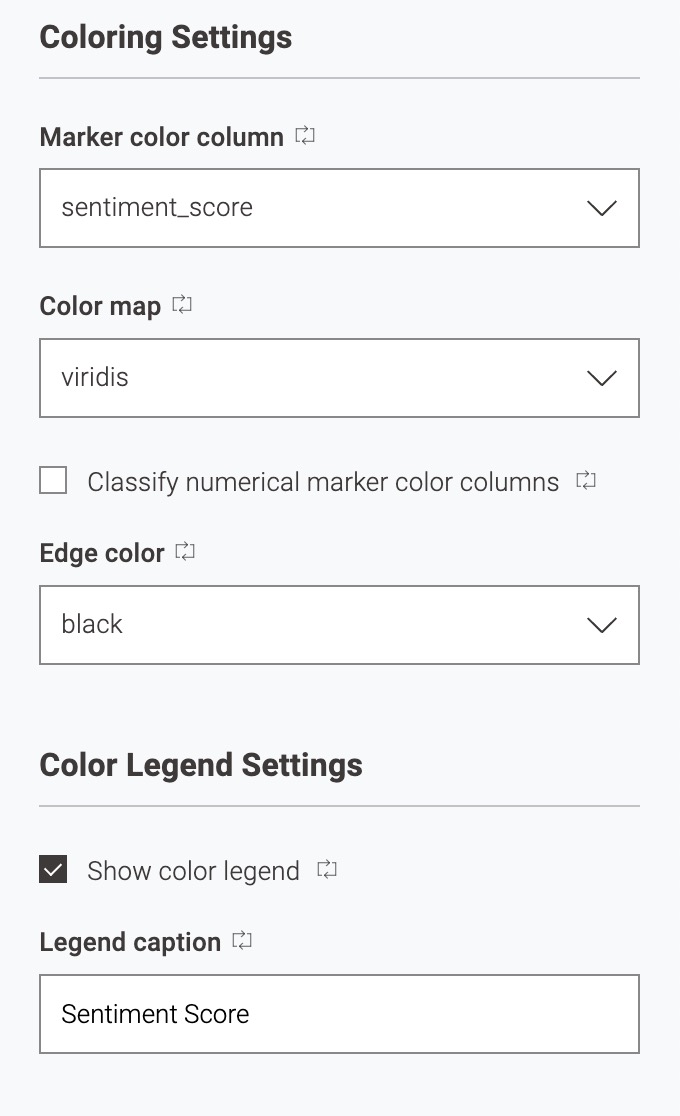 Coloring Settings
Marker color column
sentiment_score
Color map
viridis
Classify numerical marker color columns
Edge color
black
Color Legend Settings
Show color legend
Legend caption
Sentiment Score